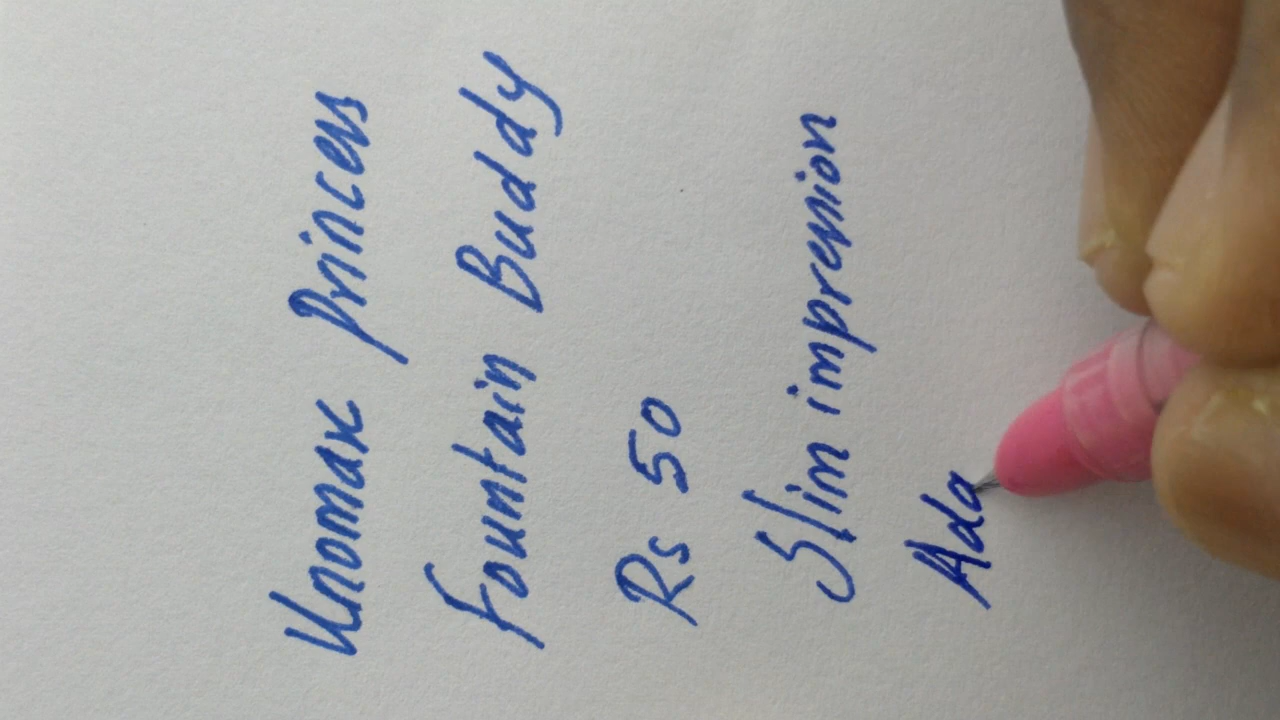 Unomax Princess
Fountain Buddy
Rs 50
Slim impression
Ada